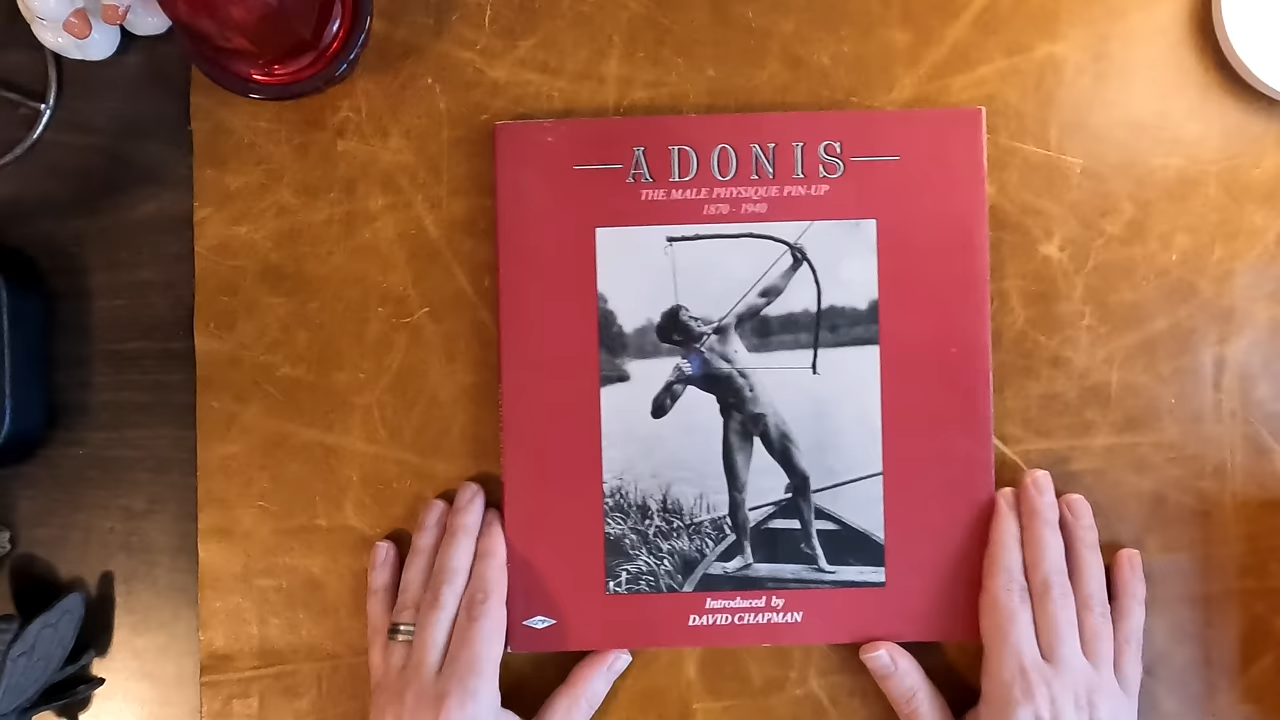 ADONIS
THE MALE PHYSIQUE PIN-UP
1870 - 1940
Introduced by
DAVID CHAPMAN